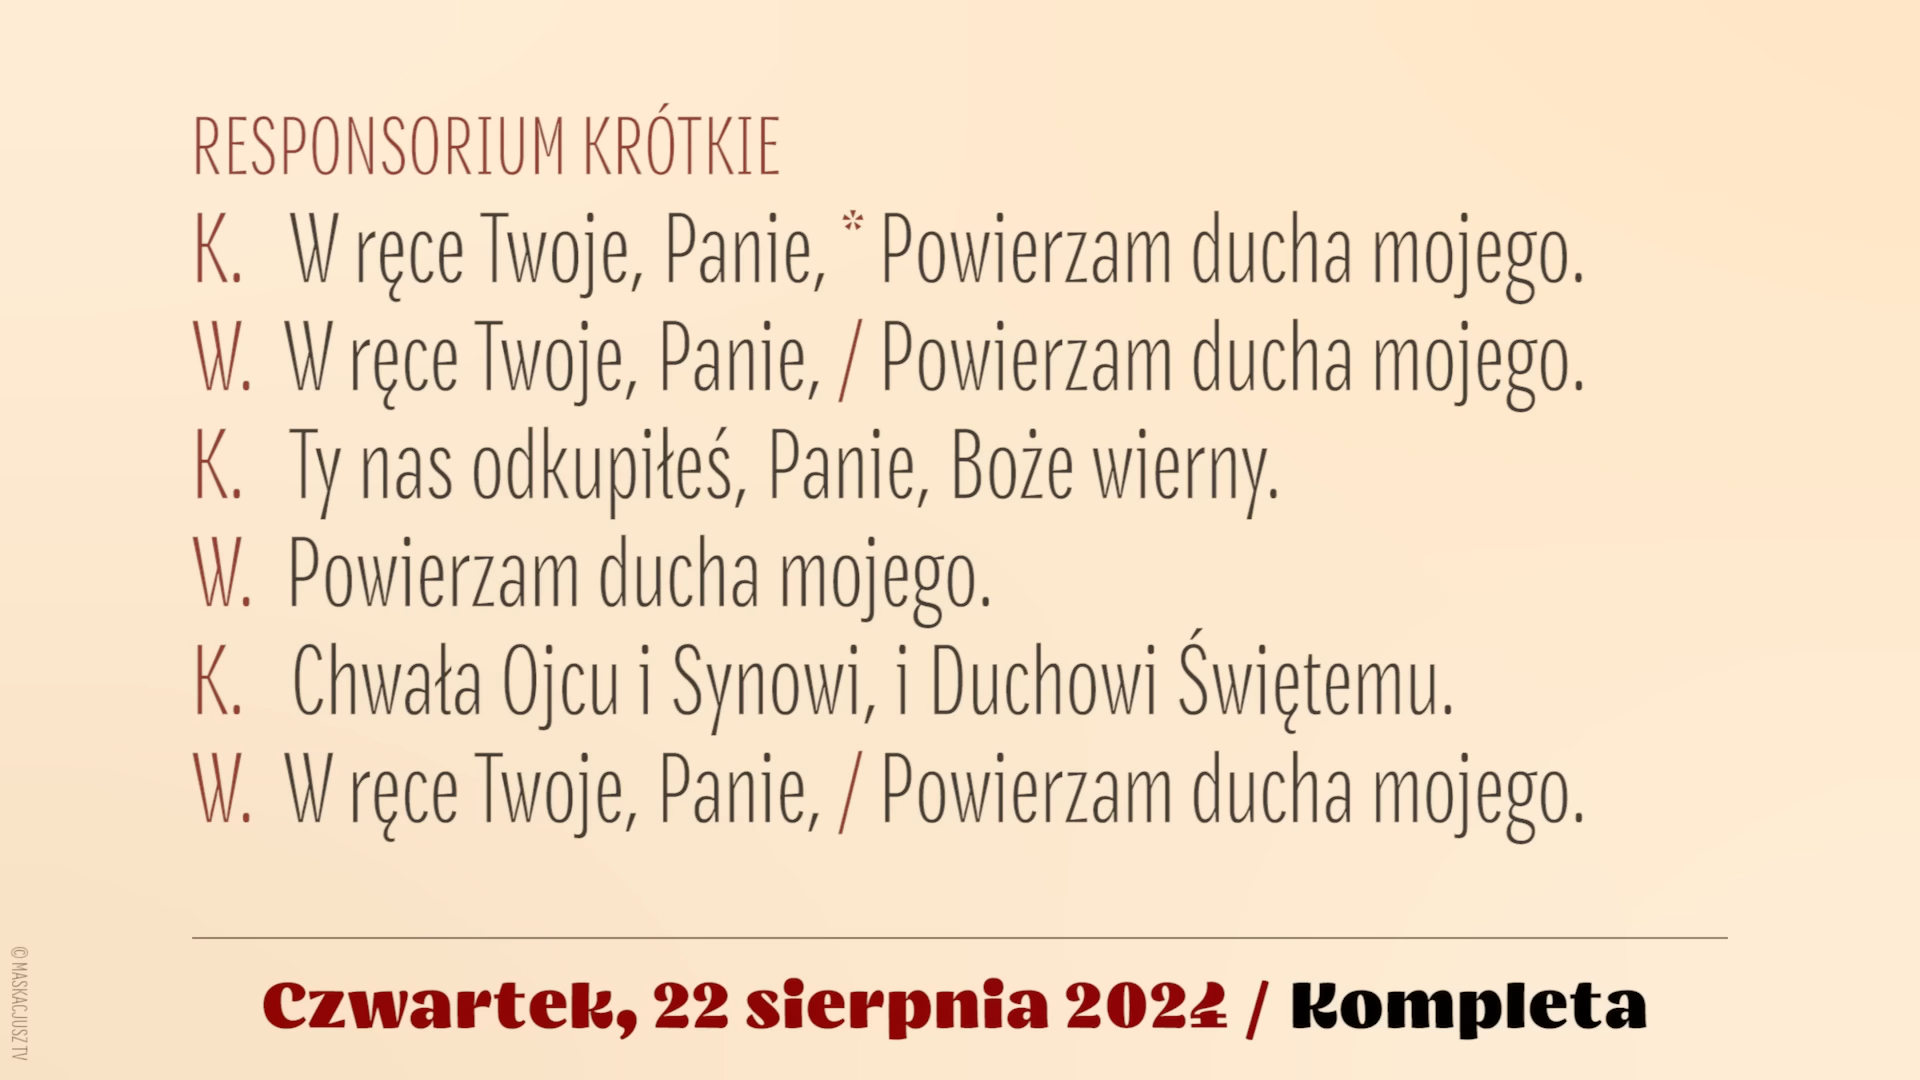 RESPONSORIUM KRÓTKIE
K. W ręce Twoje, Panie, * Powierzam ducha mojego.
W. W ręce Twoje, Panie, / Powierzam ducha mojego.
K. Ty nas odkupiłeś, Panie, Boże wierny.
W. Powierzam ducha mojego.
K. Chwała Ojcu i Synowi, i Duchowi Świętemu.
W. W ręce Twoje, Panie, / Powierzam ducha mojego.
Czwartek, 22 sierpnia 2024 / Kompleta
© MASKACJUSZ TV